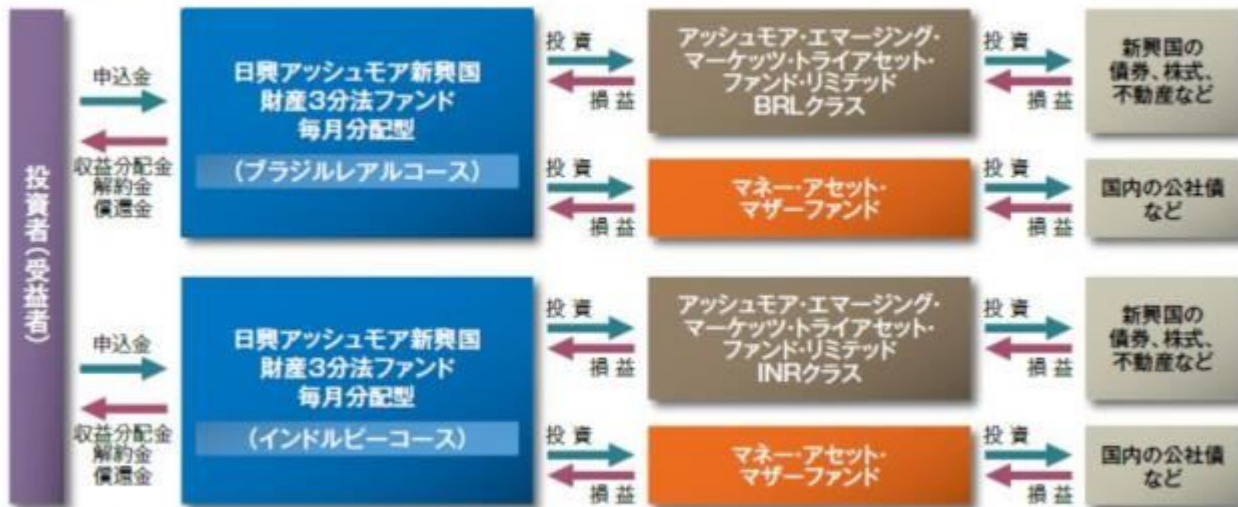 投資者(受益者)
申込金
収益分配金
解約金
償還金
日興アッシュモア新興国
財産3分法ファンド
毎月分配型
(ブラジルレアルコース)
投資
損益
アッシュモア・エマージング・
マーケッツ・トライアセット・
ファンド・リミテッド
BRLクラス
投資
損益
新興国の
債券、株式、
不動産など
投資
損益
マネー・アセット・
マザーファンド
投資
損益
国内の公社債
など
申込金
収益分配金
解約金
償還金
日興アッシュモア新興国
財産3分法ファンド
毎月分配型
(インドルピーコース)
投資
損益
アッシュモア・エマージング・
マーケッツ・トライアセット・
ファンド・リミテッド
INRクラス
投資
損益
新興国の
債券、株式、
不動産など
投資
損益
マネー・アセット・
マザーファンド
投資
損益
国内の公社債
など